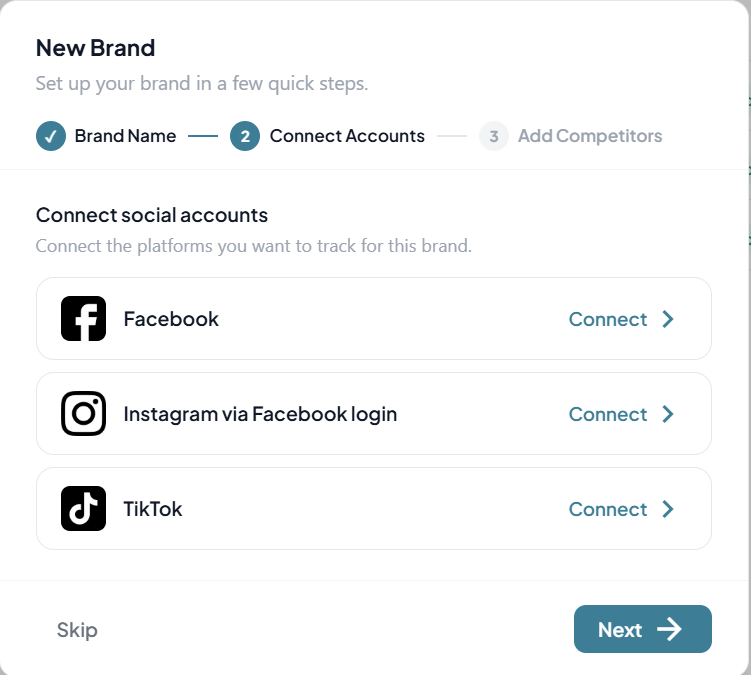 New Brand
Set up your brand in a few quick steps.
Brand Name 2 Connect Accounts 3 Add Competitors
Connect social accounts
Connect the platforms you want to track for this brand.
Facebook Connect
Instagram via Facebook login Connect
TikTok Connect
Skip Next